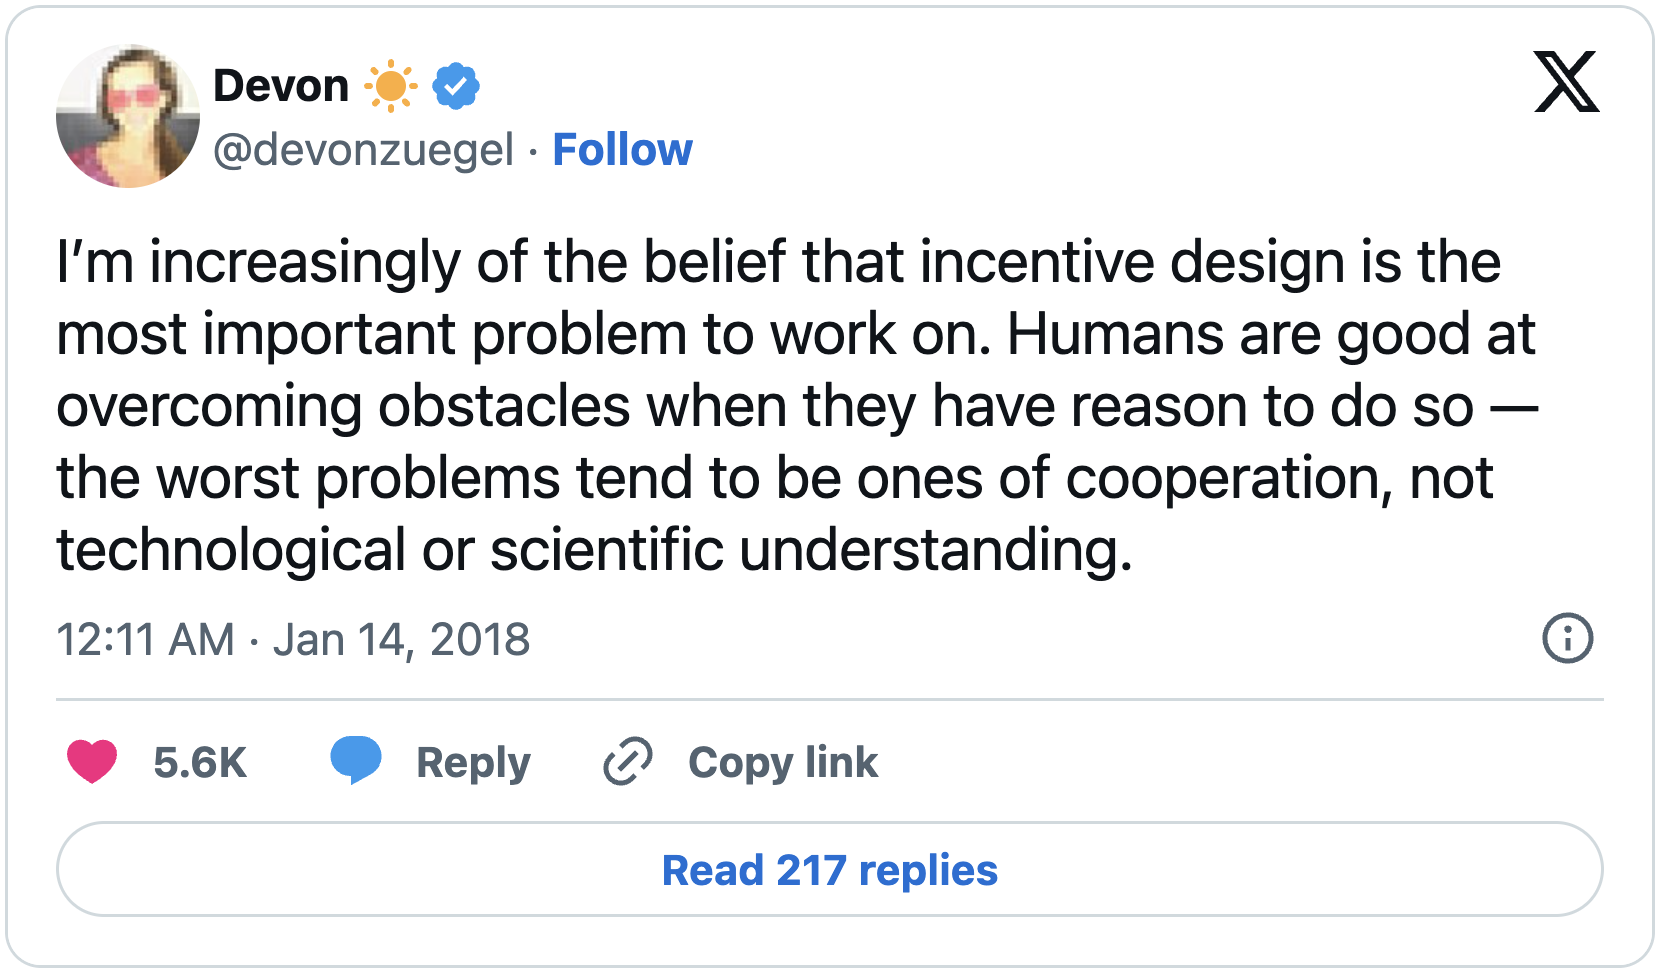 Devon
@devonzuegel · Follow
I’m increasingly of the belief that incentive design is the
most important problem to work on. Humans are good at
overcoming obstacles when they have reason to do so —
the worst problems tend to be ones of cooperation, not
technological or scientific understanding.
12:11 AM · Jan 14, 2018
5.6K Reply Copy link
Read 217 replies